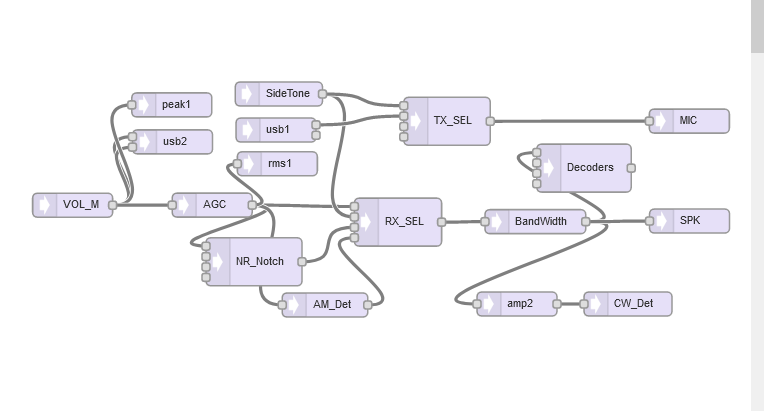 SideTone
peak1
TX_SEL
MIC
usb1
usb2
rms1
Decoders
VOL_M
AGC
RX_SEL
BandWidth
SPK
NR_Notch
AM_Det
amp2
CW_Det